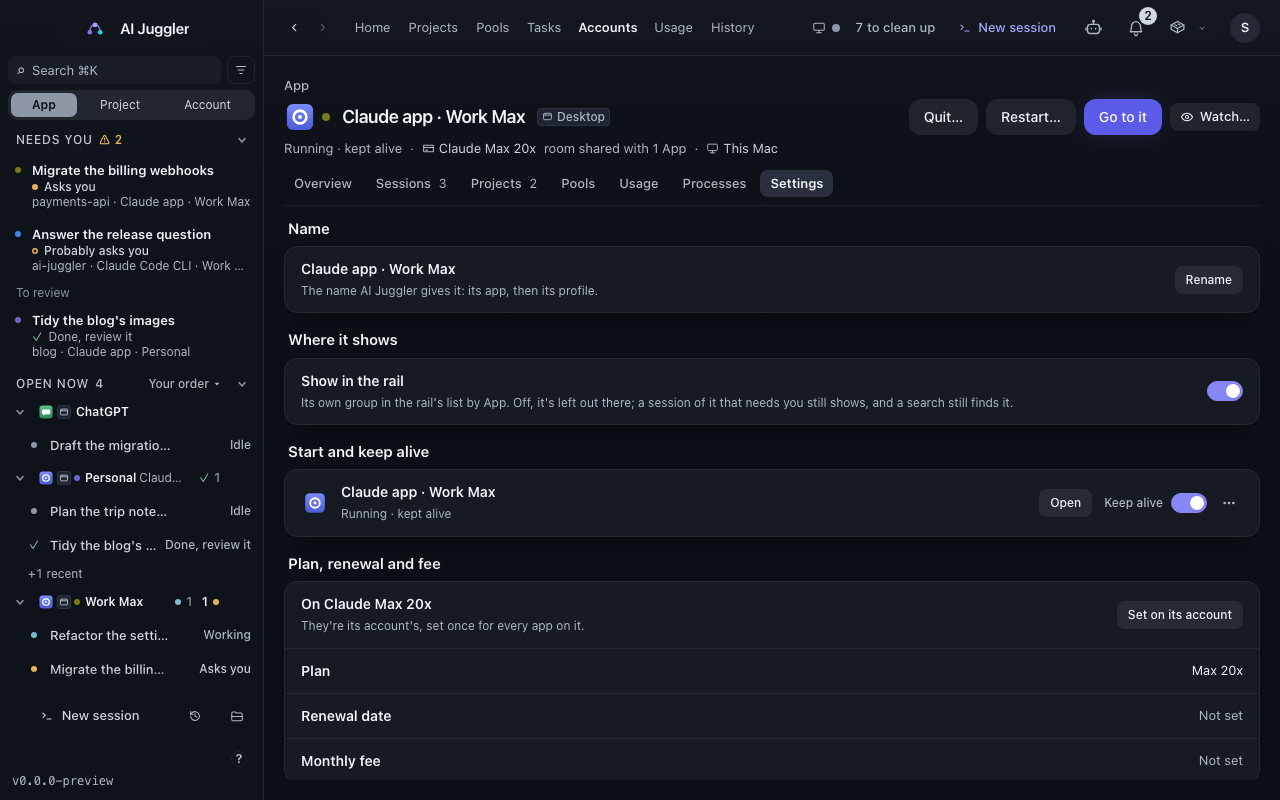 AI Juggler
Search ⌘K
App
Project
Account
NEEDS YOU 2
Migrate the billing webhooks
Asks you
payments-api · Claude app · Work Max
Answer the release question
Probably asks you
ai-juggler · Claude Code CLI · Work ...
To review
Tidy the blog's images
Done, review it
blog · Claude app · Personal
OPEN NOW 4
Your order
ChatGPT
Draft the migratio...
Idle
Personal Claud...
1
Plan the trip note...
Idle
Tidy the blog's ...
Done, review it
+1 recent
Work Max
1
1
Refactor the setti...
Working
Migrate the billin...
Asks you
New session
?
v0.0.0-preview
Home
Projects
Pools
Tasks
Accounts
Usage
History
7 to clean up
New session
2
S
App
Claude app · Work Max
Desktop
Quit...
Restart...
Go to it
Watch...
Running · kept alive · Claude Max 20x room shared with 1 App · This Mac
Overview
Sessions 3
Projects 2
Pools
Usage
Processes
Settings
Name
Claude app · Work Max
The name AI Juggler gives it: its app, then its profile.
Rename
Where it shows
Show in the rail
Its own group in the rail's list by App. Off, it's left out there; a session of it that needs you still shows, and a search still finds it.
Start and keep alive
Claude app · Work Max
Running · kept alive
Open
Keep alive
Plan, renewal and fee
On Claude Max 20x
They're its account's, set once for every app on it.
Set on its account
Plan
Max 20x
Renewal date
Not set
Monthly fee
Not set